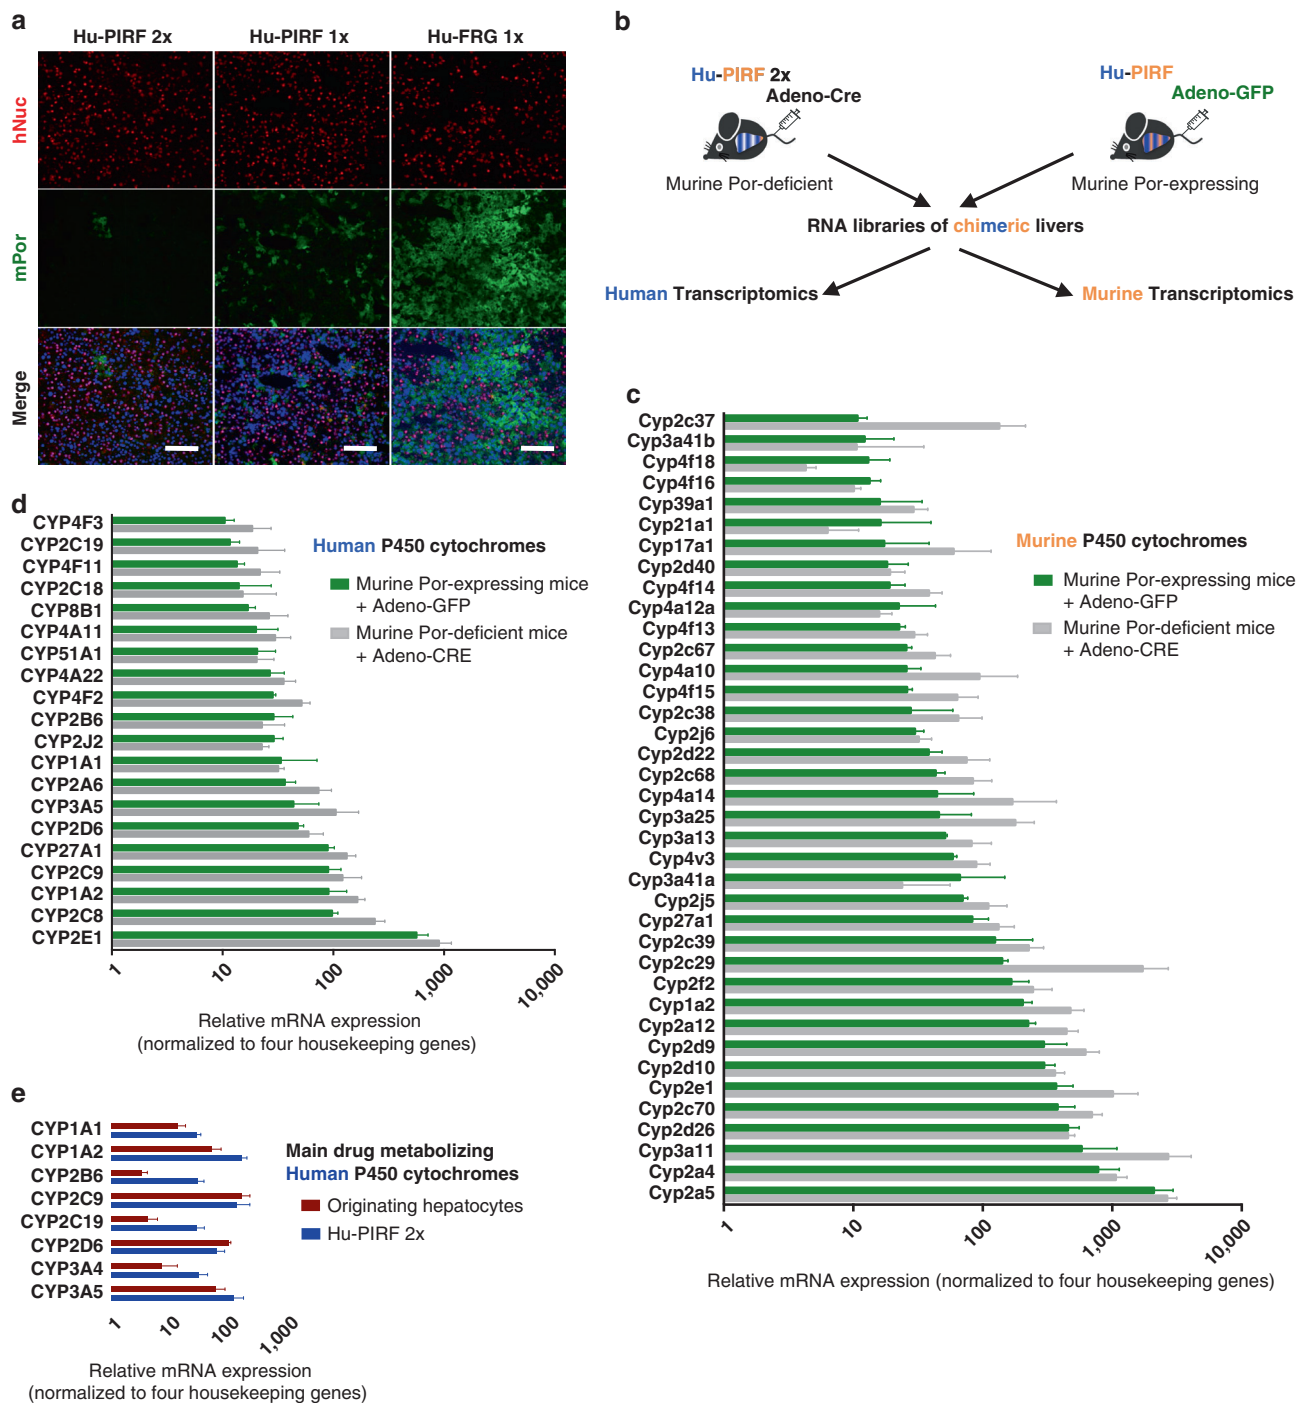 a
Hu-PIRF 2x
Hu-PIRF 1x
Hu-FRG 1x
hNuc
mPor
Merge
b
Hu-PIRF 2x
Adeno-Cre
Murine Por-deficient
Hu-PIRF
Adeno-GFP
Murine Por-expressing
RNA libraries of chimeric livers
Human Transcriptomics
Murine Transcriptomics
c
Cyp2c37
Cyp3a41b
Cyp4f18
Cyp4f16
Cyp39a1
Cyp21a1
Cyp17a1
Cyp2d40
Cyp4f14
Cyp4a12a
Cyp4f13
Cyp2c67
Cyp4a10
Cyp4f15
Cyp2c38
Cyp2j6
Cyp2d22
Cyp2c68
Cyp4a14
Cyp3a25
Cyp3a13
Cyp4v3
Cyp3a41a
Cyp2j5
Cyp27a1
Cyp2c39
Cyp2c29
Cyp2f2
Cyp1a2
Cyp2a12
Cyp2d9
Cyp2d10
Cyp2e1
Cyp2c70
Cyp2d26
Cyp3a11
Cyp2a4
Cyp2a5
Murine P450 cytochromes
Murine Por-expressing mice
+ Adeno-GFP
Murine Por-deficient mice
+ Adeno-CRE
1
10
100
1,000
10,000
Relative mRNA expression (normalized to four housekeeping genes)
d
CYP4F3
CYP2C19
CYP4F11
CYP2C18
CYP8B1
CYP4A11
CYP51A1
CYP4A22
CYP4F2
CYP2B6
CYP2J2
CYP1A1
CYP2A6
CYP3A5
CYP2D6
CYP27A1
CYP2C9
CYP1A2
CYP2C8
CYP2E1
Human P450 cytochromes
Murine Por-expressing mice
+ Adeno-GFP
Murine Por-deficient mice
+ Adeno-CRE
1
10
100
1,000
10,000
Relative mRNA expression
(normalized to four housekeeping genes)
e
CYP1A1
CYP1A2
CYP2B6
CYP2C9
CYP2C19
CYP2D6
CYP3A4
CYP3A5
Main drug metabolizing
Human P450 cytochromes
Originating hepatocytes
Hu-PIRF 2x
1
10
100
1,000
Relative mRNA expression
(normalized to four housekeeping genes)